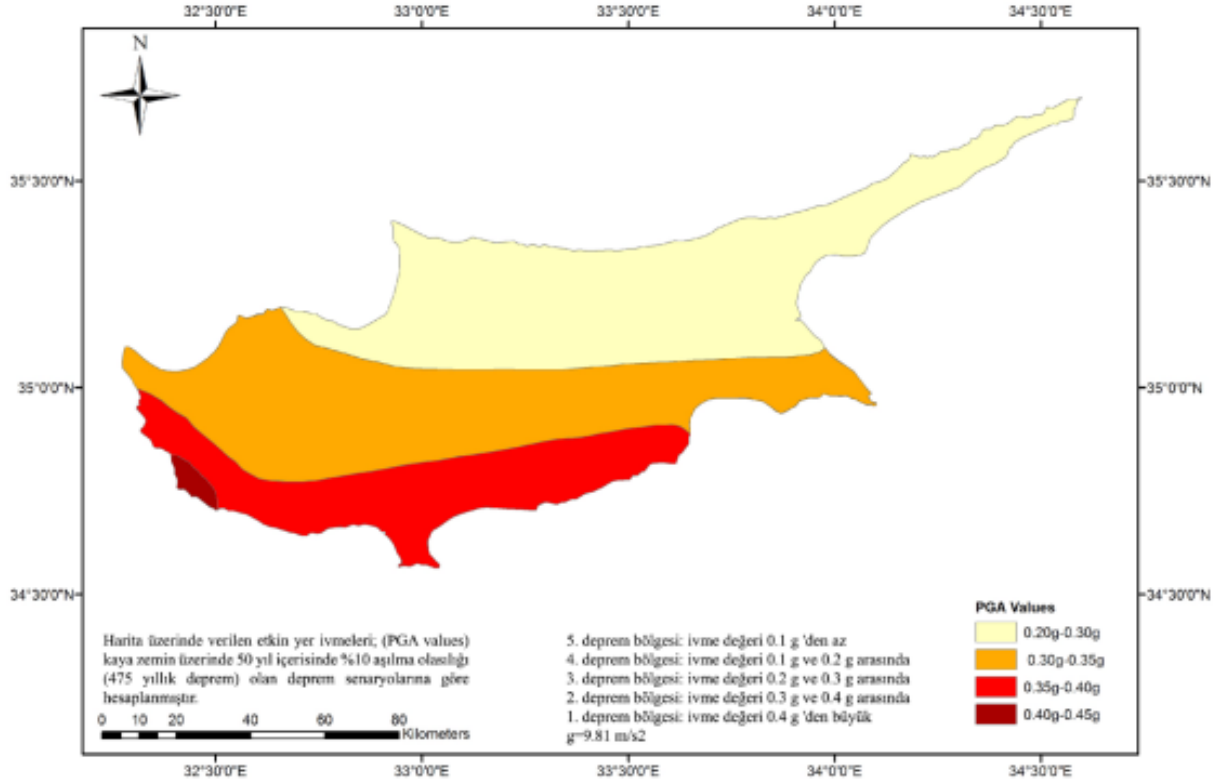 32°30'0"E 33°0'0"E 33°30'0"E 34°0'0"E 34°30'0"E
N
35°30'0"N 35°30'0"N
35°0'0"N 35°0'0"N
34°30'0"N 34°30'0"N
Harita üzerinde verilen etkin yer ivmeleri; (PGA values)
kaya zemin üzerinde 50 yıl içerisinde %10 aşılma olasılığı
(475 yıllık deprem) olan deprem senaryolarına göre
hesaplanmıştır.
0 10 20 40 60 80
Kilometers
5. deprem bölgesi: ivme değeri 0.1 g 'den az
4. deprem bölgesi: ivme değeri 0.1 g ve 0.2 g arasında
3. deprem bölgesi: ivme değeri 0.2 g ve 0.3 g arasında
2. deprem bölgesi: ivme değeri 0.3 g ve 0.4 g arasında
1. deprem bölgesi: ivme değeri 0.4 g 'den büyük
g=9.81 m/s2
PGA Values
0.20g-0.30g
0.30g-0.35g
0.35g-0.40g
0.40g-0.45g
32°30'0"E 33°0'0"E 33°30'0"E 34°0'0"E 34°30'0"E